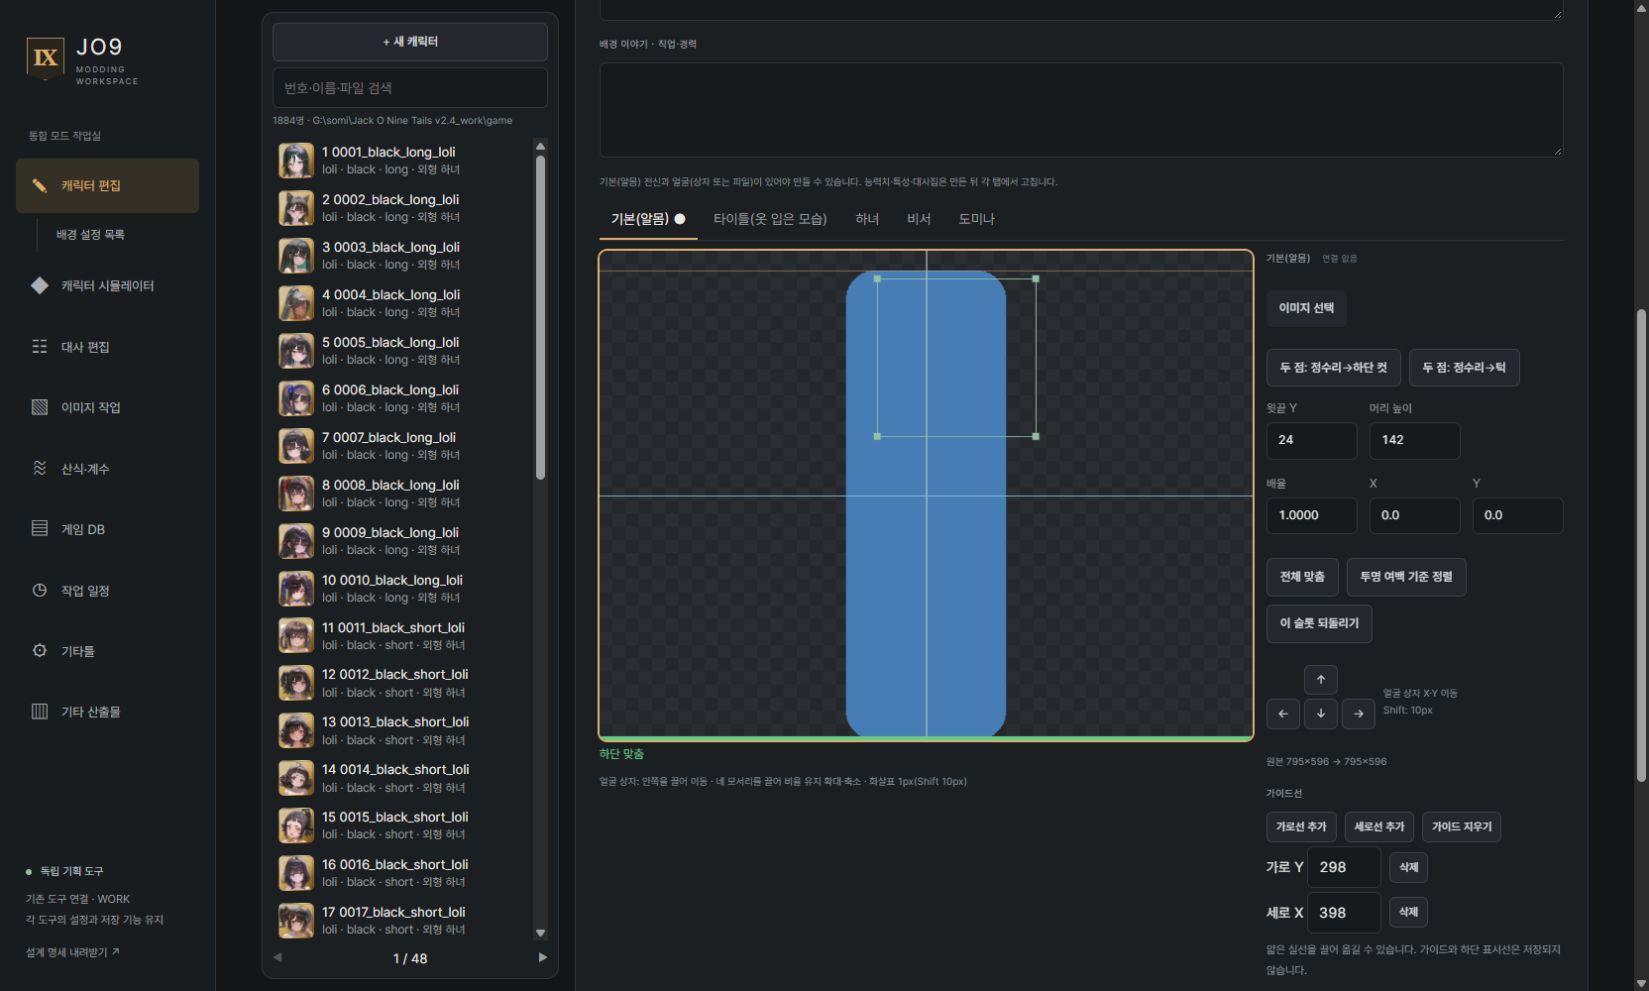 IX
JO9
MODDING
WORKSPACE
통합 모드 작업실
캐릭터 편집
배경 설정 목록
캐릭터 시뮬레이터
대사 편집
이미지 작업
산식·계수
게임 DB
작업 일정
기타툴
기타 산출물
독립 기획 도구
기존 도구 연결 · WORK
각 도구의 설정과 저장 기능 유지
설계 명세 내려받기 ↗
+ 새 캐릭터
번호·이름·파일 검색
1884명 · G:\somi\Jack O Nine Tails v2.4_work\game
1 0001_black_long_loli
loli · black · long · 외형 하녀
2 0002_black_long_loli
loli · black · long · 외형 하녀
3 0003_black_long_loli
loli · black · long · 외형 하녀
4 0004_black_long_loli
loli · black · long · 외형 하녀
5 0005_black_long_loli
loli · black · long · 외형 하녀
6 0006_black_long_loli
loli · black · long · 외형 하녀
7 0007_black_long_loli
loli · black · long · 외형 하녀
8 0008_black_long_loli
loli · black · long · 외형 하녀
9 0009_black_long_loli
loli · black · long · 외형 하녀
10 0010_black_long_loli
loli · black · long · 외형 하녀
11 0011_black_short_loli
loli · black · short · 외형 하녀
12 0012_black_short_loli
loli · black · short · 외형 하녀
13 0013_black_short_loli
loli · black · short · 외형 하녀
14 0014_black_short_loli
loli · black · short · 외형 하녀
15 0015_black_short_loli
loli · black · short · 외형 하녀
16 0016_black_short_loli
loli · black · short · 외형 하녀
17 0017_black_short_loli
loli · black · short · 외형 하녀
1 / 48
배경 이야기 · 직업·경력
기본(알몸) 전신과 얼굴(상자 또는 파일)이 있어야 만들 수 있습니다. 능력치·특성·대사집은 만든 뒤 각 탭에서 고칩니다.
기본(알몸) ● 타이틀(옷 입은 모습) 하녀 비서 도미나
하단 맞춤
얼굴 상자: 안쪽을 끌어 이동 · 네 모서리를 끌어 비율 유지 확대·축소 · 화살표 1px(Shift 10px)
기본(알몸) 연결 없음
이미지 선택
두 점: 정수리→하단 컷 두 점: 정수리→턱
윗끝 Y 머리 높이
24 142
배율 X Y
1.0000 0.0 0.0
전체 맞춤 투명 여백 기준 정렬
이 슬롯 되돌리기
↑
← ↓ →
얼굴 상자 X·Y 이동
Shift: 10px
원본 795×596 → 795×596
가이드선
가로선 추가 세로선 추가 가이드 지우기
가로 Y 298 삭제
세로 X 398 삭제
얇은 실선을 끌어 옮길 수 있습니다. 가이드와 하단 표시선은 저장되지
않습니다.